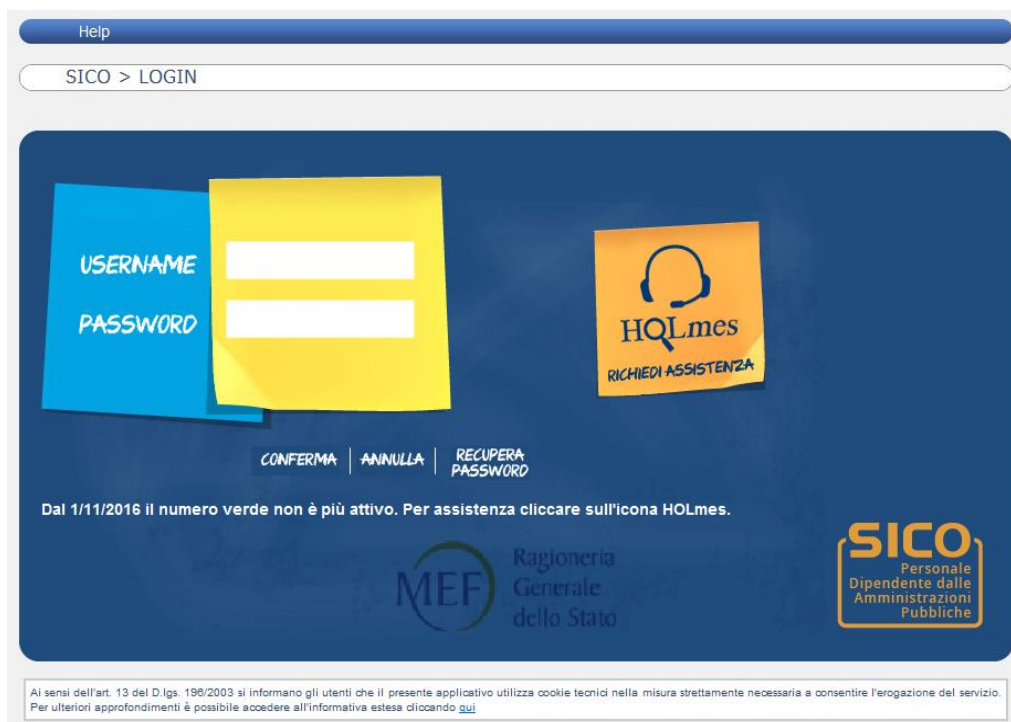 Help
SICO > LOGIN
USERNAME
PASSWORD
HOLmes
RICHIEDI ASSISTENZA
CONFERMA | ANNULLA | RECUPERA PASSWORD
Dal 1/11/2016 il numero verde non è più attivo. Per assistenza cliccare sull'icona HOLmes.
MEF
Ragioneria
Generale
dello Stato
SICO
Personale
Dipendente dalle
Amministrazioni
Pubbliche
Ai sensi dell'art. 13 del D.lgs. 196/2003 si informano gli utenti che il presente applicativo utilizza cookie tecnici nella misura strettamente necessaria a consentire l'erogazione del servizio.
Per ulteriori approfondimenti è possibile accedere all'informativa estesa cliccando qui